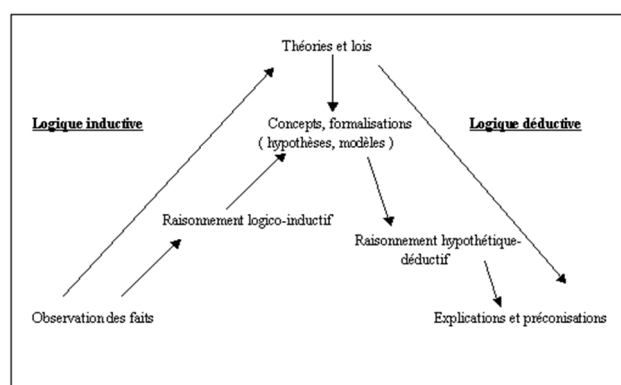 Théories et lois
Logique inductive
Concepts, formalisations
( hypothèses, modèles )
Logique déductive
Raisonnement logico-inductif
Raisonnement hypothétique-
déductif
Observation des faits
Explications et préconisations